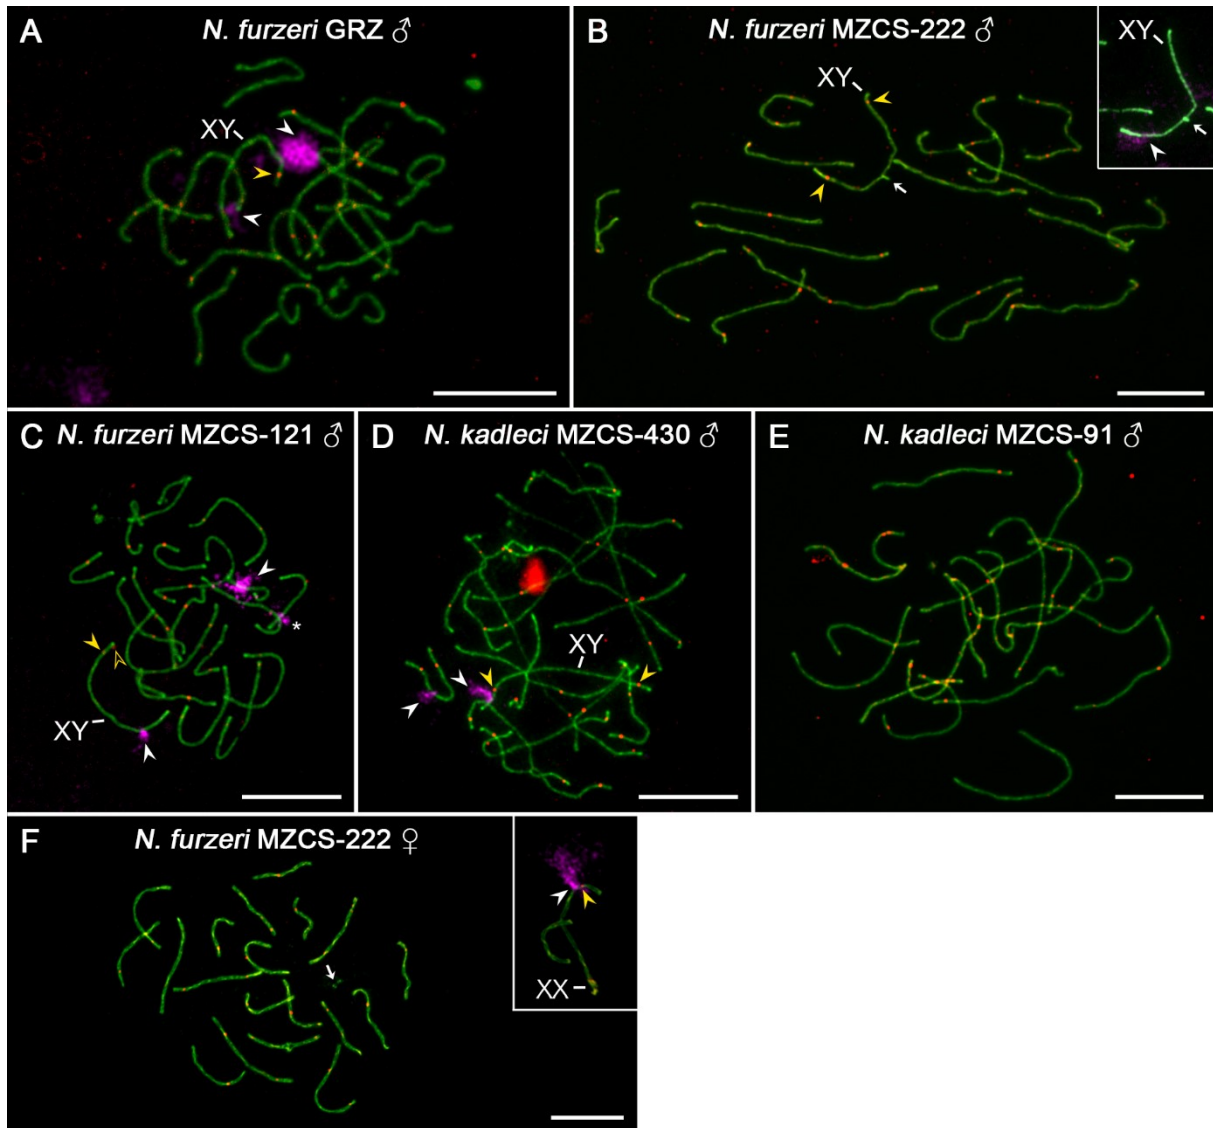 A N. furzeri GRZ ♂
XY
B N. furzeri MZCS-222 ♂
XY
XY
C N. furzeri MZCS-121 ♂
*
XY
D N. kadleci MZCS-430 ♂
XY
E N. kadleci MZCS-91 ♂
F N. furzeri MZCS-222 ♀
XX